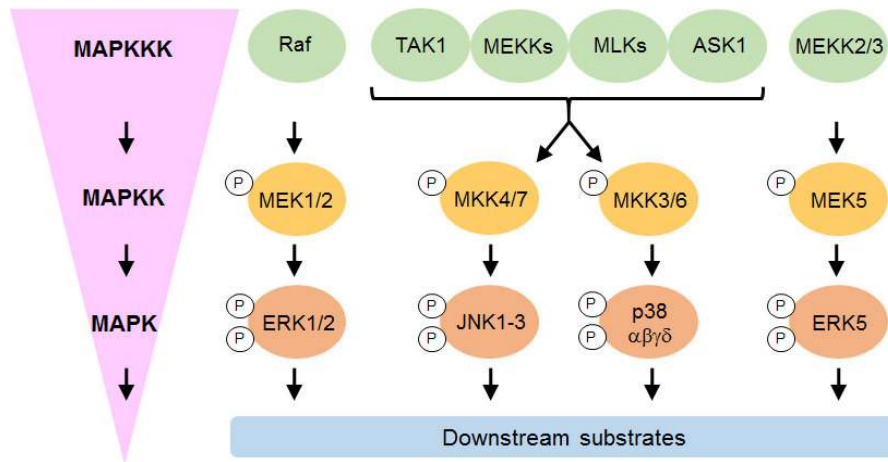 MAPKKK
Raf
TAK1
MEKKs
MLKs
ASK1
MEKK2/3
MAPKK
P
MEK1/2
P
MKK4/7
P
MKK3/6
P
MEK5
MAPK
P
P
ERK1/2
P
P
JNK1-3
P
P
p38
αβγδ
P
P
ERK5
Downstream substrates